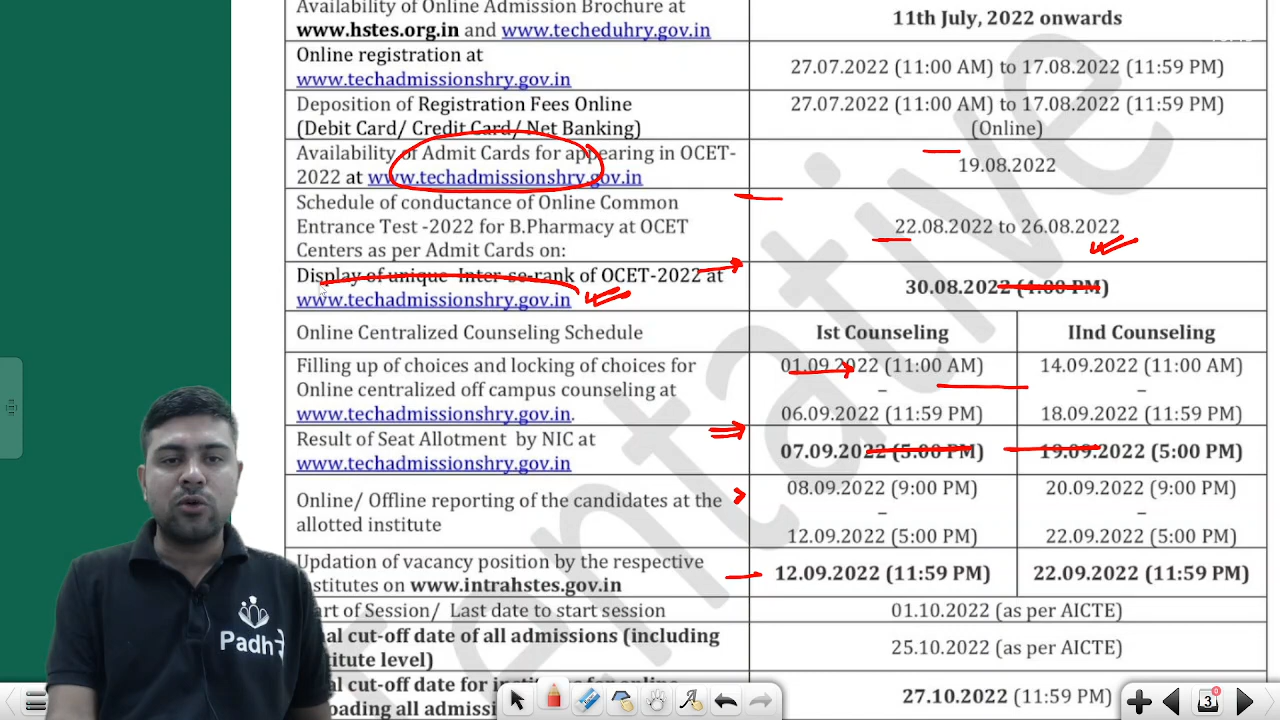 Availability of Online Admission Brochure at
www.hstes.org.in and www.techeduhry.gov.in
11th July, 2022 onwards
Online registration at
www.techadmissionshry.gov.in
27.07.2022 (11:00 AM) to 17.08.2022 (11:59 PM)
Deposition of Registration Fees Online
(Debit Card/ Credit Card/ Net Banking)
27.07.2022 (11:00 AM) to 17.08.2022 (11:59 PM)
(Online)
Availability of Admit Cards for appearing in OCET-
2022 at www.techadmissionshry.gov.in
19.08.2022
Schedule of conductance of Online Common
Entrance Test -2022 for B.Pharmacy at OCET
Centers as per Admit Cards on:
22.08.2022 to 26.08.2022
Display of unique Inter-se-rank of OCET-2022 at
www.techadmissionshry.gov.in
30.08.2022 (4:00 PM)
Online Centralized Counseling Schedule
Ist Counseling
IInd Counseling
Filling up of choices and locking of choices for
Online centralized off campus counseling at
www.techadmissionshry.gov.in.
01.09.2022 (11:00 AM)
–
06.09.2022 (11:59 PM)
14.09.2022 (11:00 AM)
–
18.09.2022 (11:59 PM)
Result of Seat Allotment by NIC at
www.techadmissionshry.gov.in
07.09.2022 (5:00 PM)
19.09.2022 (5:00 PM)
Online/ Offline reporting of the candidates at the
allotted institute
08.09.2022 (9:00 PM)
–
12.09.2022 (5:00 PM)
20.09.2022 (9:00 PM)
–
22.09.2022 (5:00 PM)
Updation of vacancy position by the respective
institutes on www.intrahstes.gov.in
12.09.2022 (11:59 PM)
22.09.2022 (11:59 PM)
of Session/ Last date to start session
01.10.2022 (as per AICTE)
cut-off date of all admissions (including
level)
25.10.2022 (as per AICTE)
cut-off date for
all
27.10.2022 (11:59 PM)
tentative
Padhरे
3